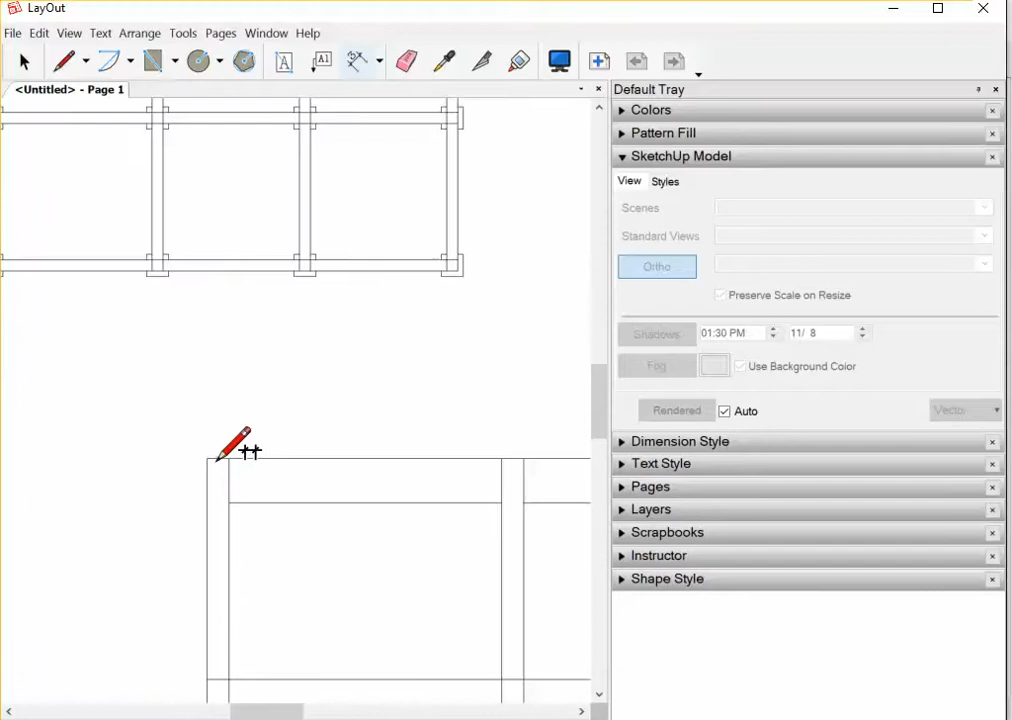 LayOut
File Edit View Text Arrange Tools Pages Window Help
A A1
<Untitled> - Page 1
Default Tray
Colors
Pattern Fill
SketchUp Model
View Styles
Scenes
Standard Views
Ortho
Preserve Scale on Resize
Shadows 01:30 PM 11/ 8
Fog Use Background Color
Rendered Auto Vector
Dimension Style
Text Style
Pages
Layers
Scrapbooks
Instructor
Shape Style